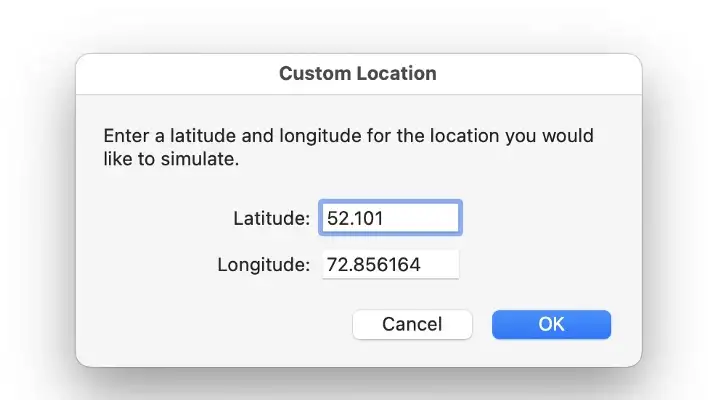 Custom Location
Enter a latitude and longitude for the location you would
like to simulate.
Latitude: 52.101
Longitude: 72.856164
Cancel OK